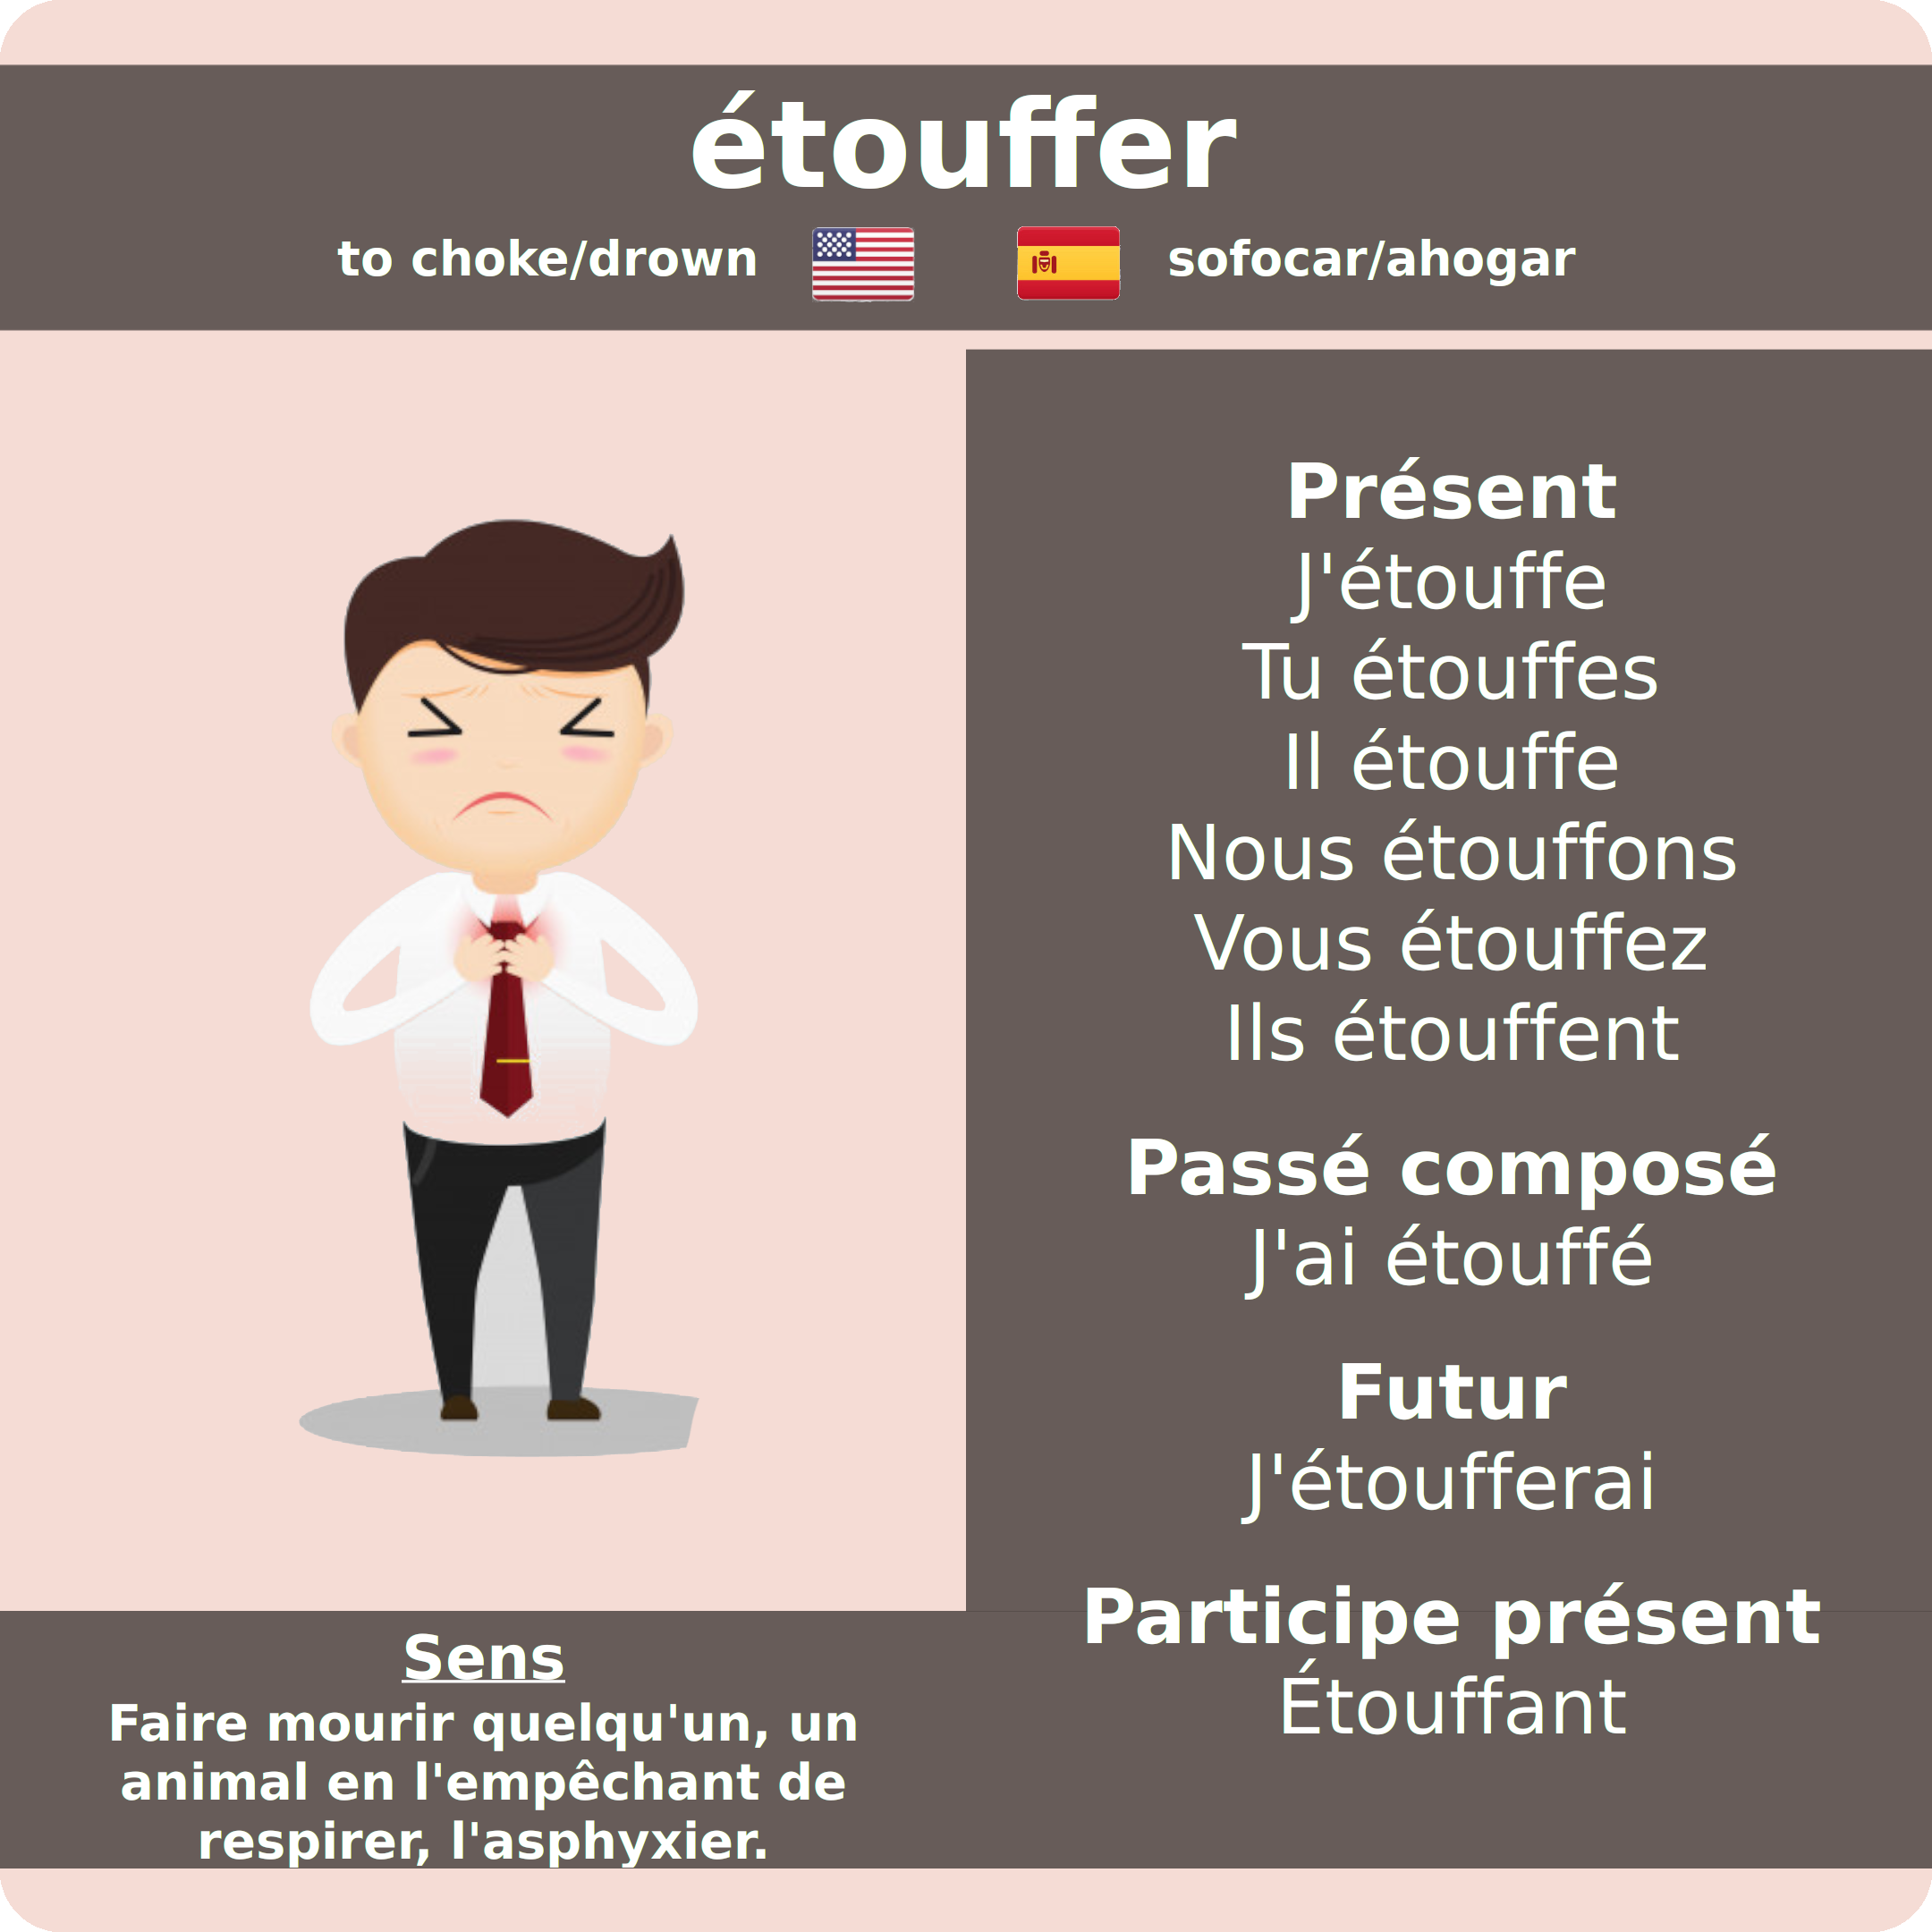 étouffer
to choke/drown
sofocar/ahogar
Présent
J'étouffe
Tu étouffes
Il étouffe
Nous étouffons
Vous étouffez
Ils étouffent
Passé composé
J'ai étouffé
Futur
J'étoufferai
Participe présent
Étouffant
Sens
Faire mourir quelqu'un, un
animal en l'empêchant de
respirer, l'asphyxier.